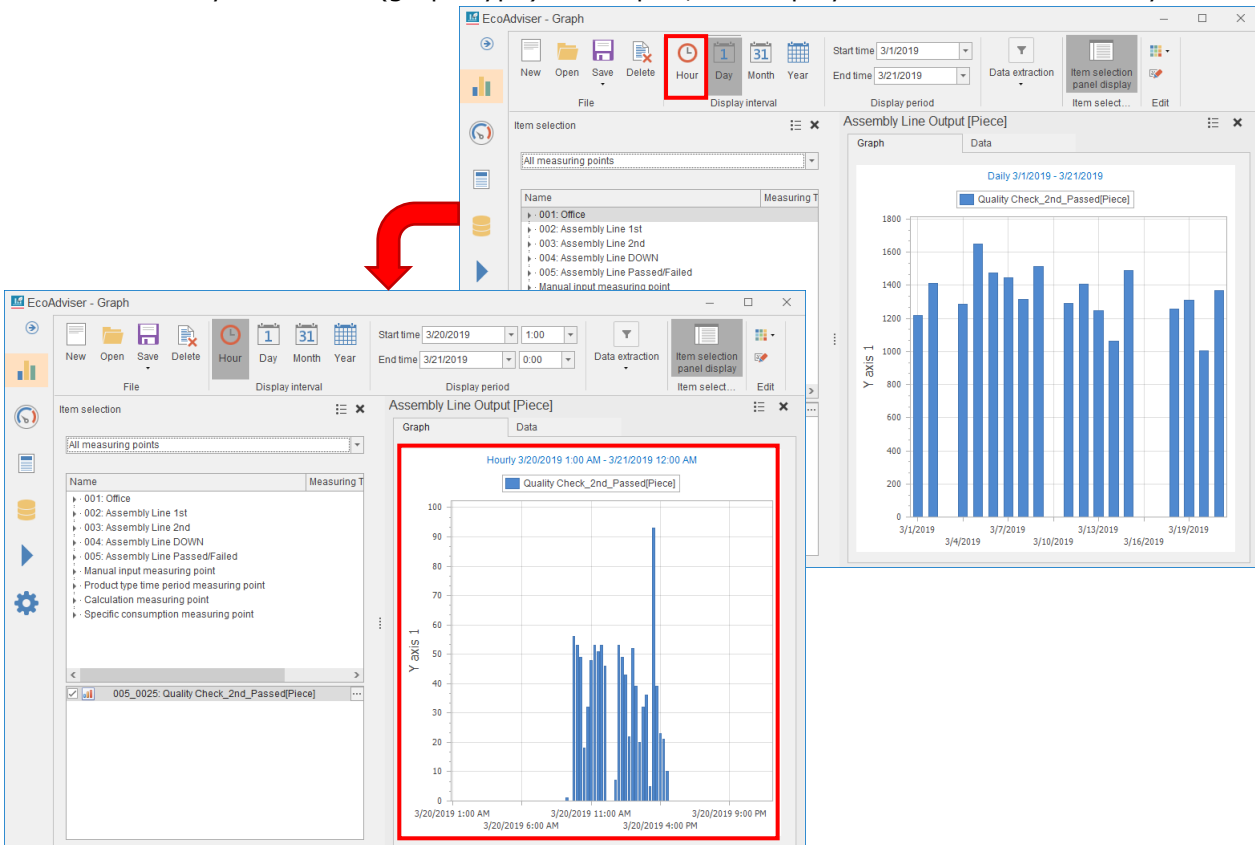 EcoAdviser - Graph
New Open Save Delete Hour Day Month Year
Start time 3/1/2019
End time 3/21/2019
Data extraction
Item selection
panel display
File Display interval Display period Item select... Edit
Item selection
All measuring points
Name Measuring T
001: Office
002: Assembly Line 1st
003: Assembly Line 2nd
004: Assembly Line DOWN
005: Assembly Line Passed/Failed
Manual input measuring point
Assembly Line Output [Piece]
Graph Data
Daily 3/1/2019 - 3/21/2019
Quality Check_2nd_Passed[Piece]
Y axis 1
1800
1600
1400
1200
1000
800
600
400
200
0
3/1/2019 3/7/2019 3/13/2019 3/19/2019
3/4/2019 3/10/2019 3/16/2019
EcoAdviser - Graph
New Open Save Delete Hour Day Month Year
Start time 3/20/2019 1:00
End time 3/21/2019 0:00
Data extraction
Item selection
panel display
File Display interval Display period Item select... Edit
Item selection
All measuring points
Name Measuring T
001: Office
002: Assembly Line 1st
003: Assembly Line 2nd
004: Assembly Line DOWN
005: Assembly Line Passed/Failed
Manual input measuring point
Product type time period measuring point
Calculation measuring point
Specific consumption measuring point
005_0025: Quality Check_2nd_Passed[Piece]
Assembly Line Output [Piece]
Graph Data
Hourly 3/20/2019 1:00 AM - 3/21/2019 12:00 AM
Quality Check_2nd_Passed[Piece]
Y axis 1
100
90
80
70
60
50
40
30
20
10
0
3/20/2019 1:00 AM 3/20/2019 11:00 AM 3/20/2019 9:00 PM
3/20/2019 6:00 AM 3/20/2019 4:00 PM